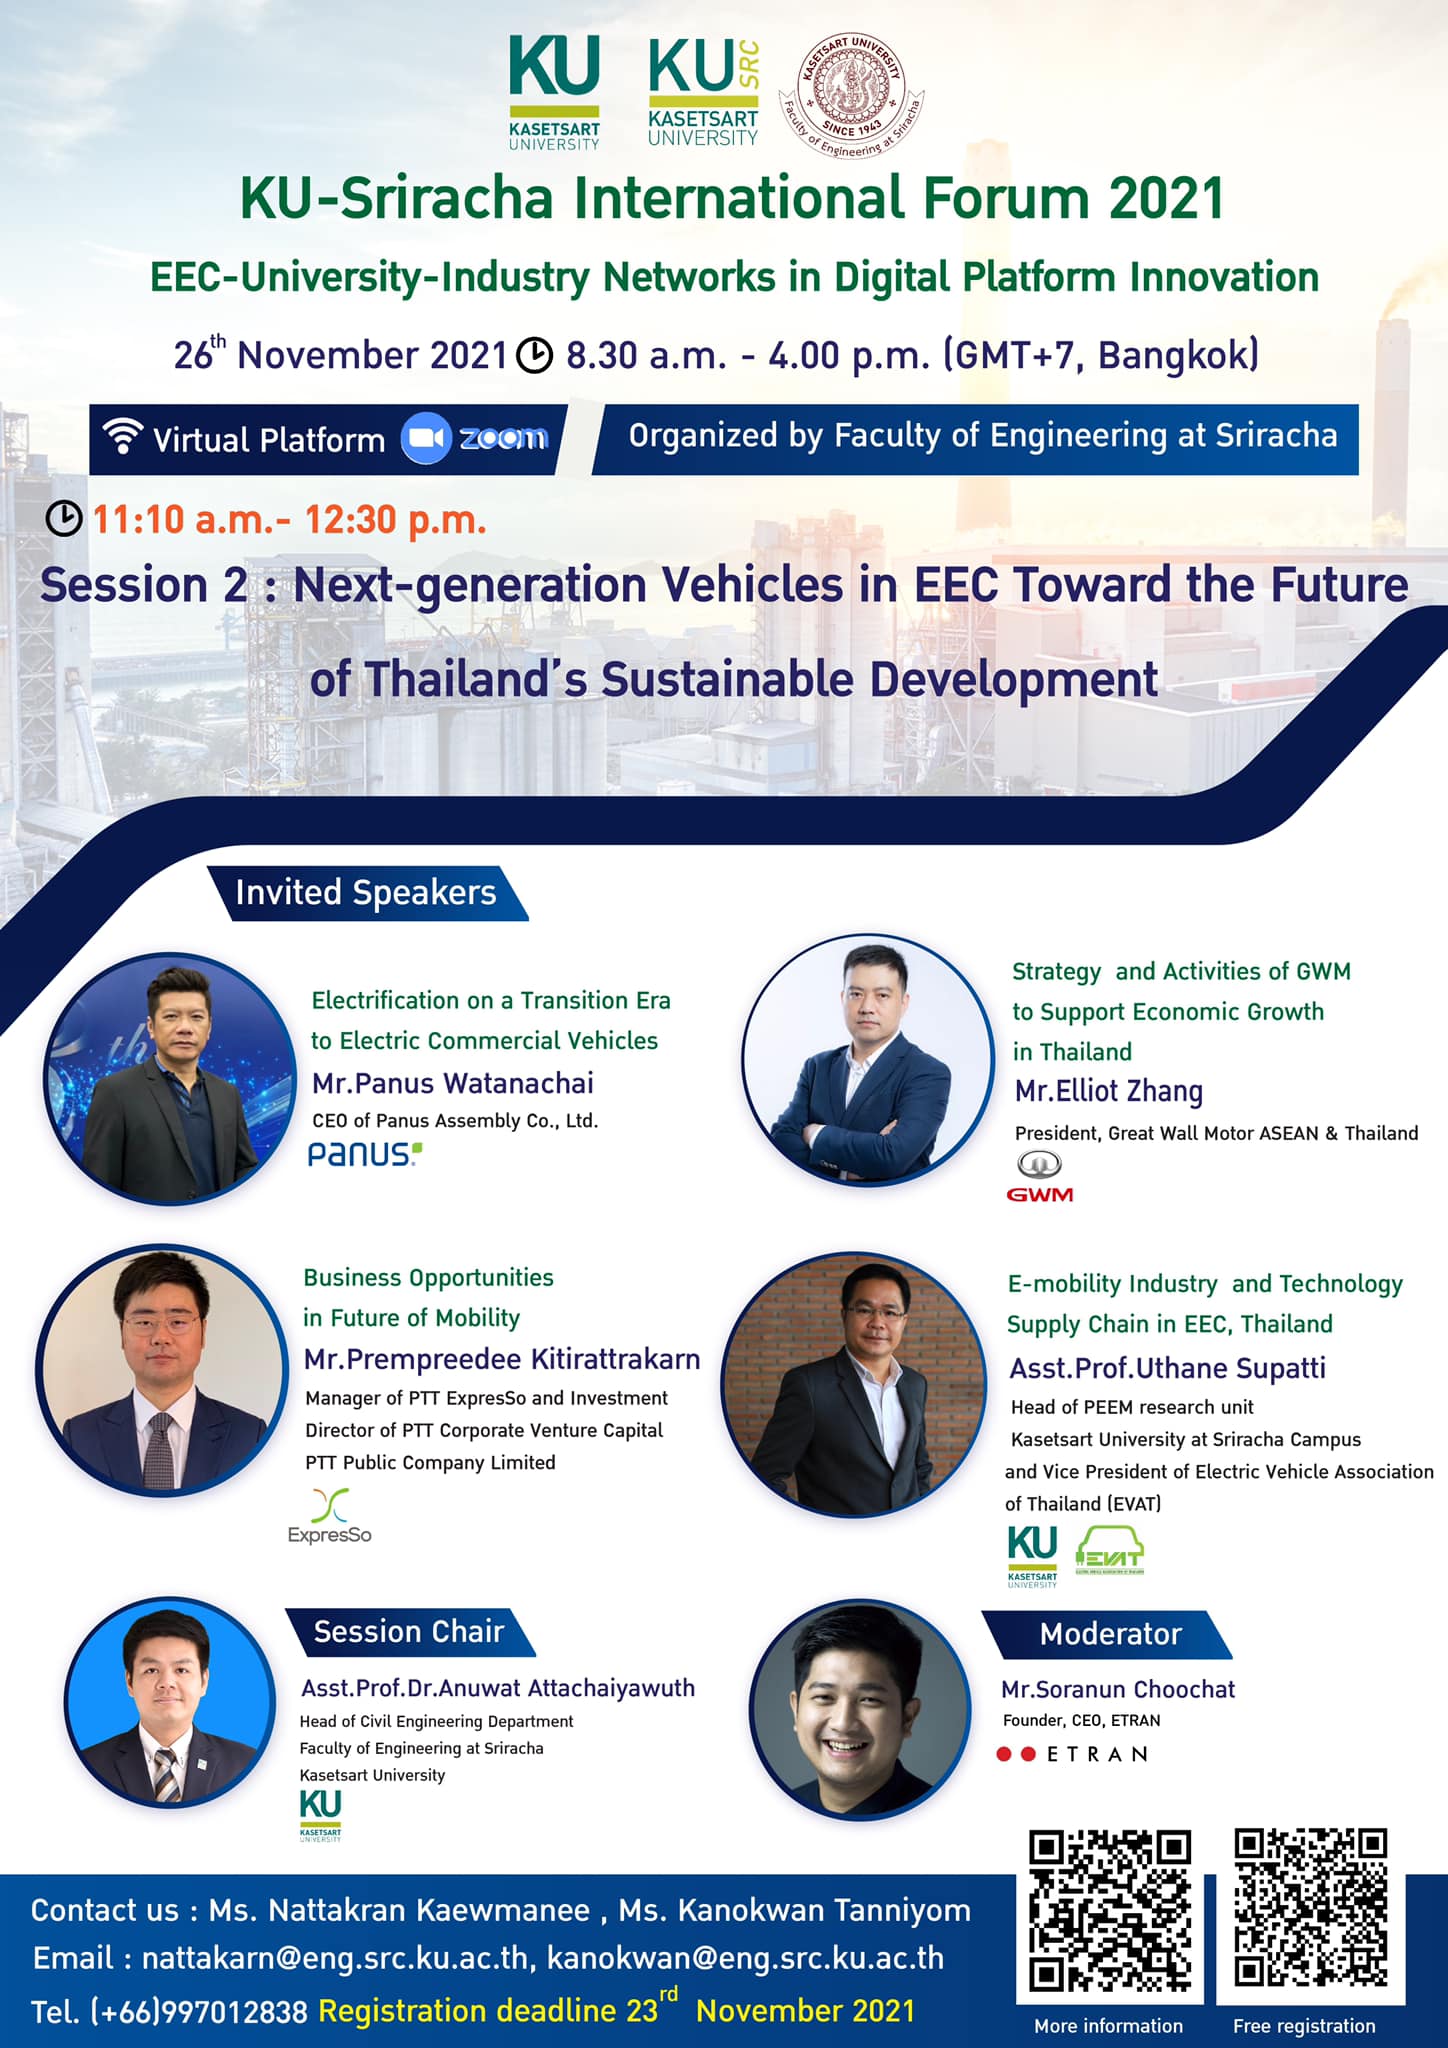 KU
KASETSART
UNIVERSITY
KU SRC
KASETSART
UNIVERSITY
KASETSART UNIVERSITY
SINCE 1943
Faculty of Engineering at Sriracha
KU-Sriracha International Forum 2021
EEC-University-Industry Networks in Digital Platform Innovation
26th November 2021 8.30 a.m. - 4.00 p.m. (GMT+7, Bangkok)
Virtual Platform zoom
Organized by Faculty of Engineering at Sriracha
11:10 a.m.- 12:30 p.m.
Session 2 : Next-generation Vehicles in EEC Toward the Future
of Thailand's Sustainable Development
Invited Speakers
th
Electrification on a Transition Era
to Electric Commercial Vehicles
Mr.Panus Watanachai
CEO of Panus Assembly Co., Ltd.
PANUS
Strategy and Activities of GWM
to Support Economic Growth
in Thailand
Mr.Elliot Zhang
President, Great Wall Motor ASEAN & Thailand
GWM
Business Opportunities
in Future of Mobility
Mr.Prempreedee Kitirattrakarn
Manager of PTT ExpresSo and Investment
Director of PTT Corporate Venture Capital
PTT Public Company Limited
ExpresSo
E-mobility Industry and Technology
Supply Chain in EEC, Thailand
Asst.Prof.Uthane Supatti
Head of PEEM research unit
Kasetsart University at Sriracha Campus
and Vice President of Electric Vehicle Association
of Thailand (EVAT)
KU
KASETSART
UNIVERSITY
EVAT
Session Chair
Asst.Prof.Dr.Anuwat Attachaiyawuth
Head of Civil Engineering Department
Faculty of Engineering at Sriracha
Kasetsart University
KU
KASETSART
UNIVERSITY
Moderator
Mr.Soranun Choochat
Founder, CEO, ETRAN
ETRAN
Contact us : Ms. Nattakran Kaewmanee , Ms. Kanokwan Tanniyom
Email : nattakarn@eng.src.ku.ac.th, kanokwan@eng.src.ku.ac.th
Tel. (+66)997012838 Registration deadline 23rd November 2021
More information
Free registration